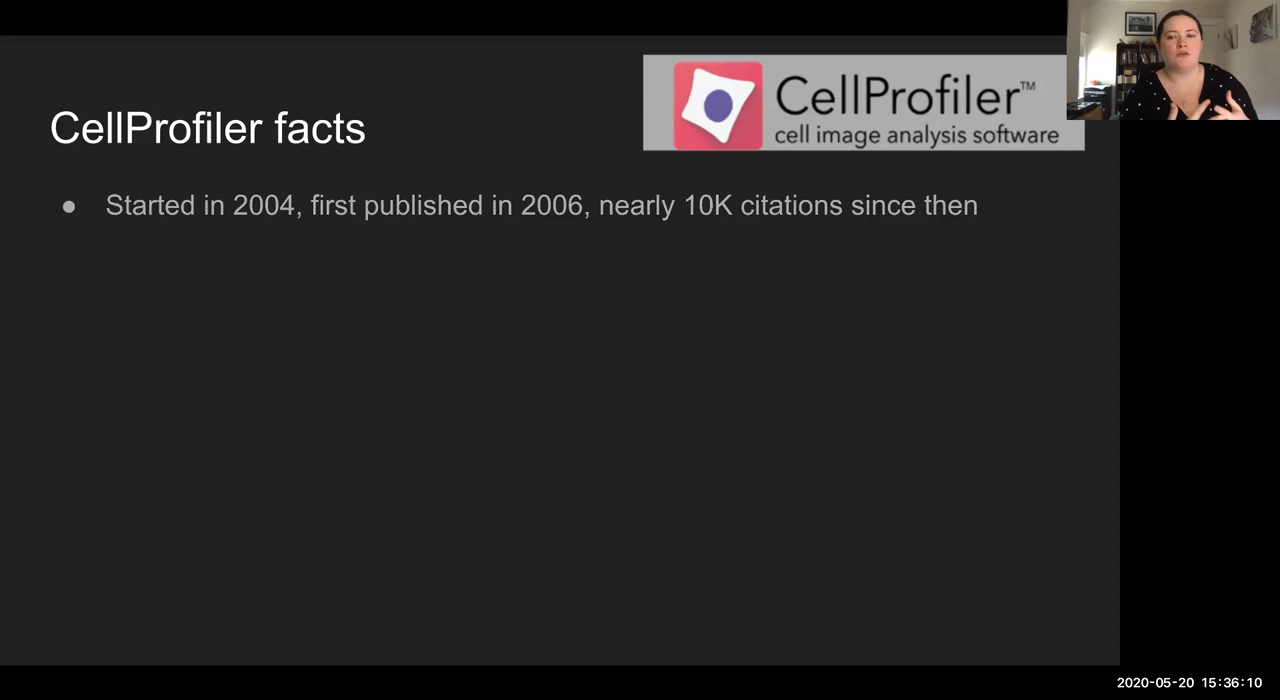 CellProfiler™
cell image analysis software
CellProfiler facts
● Started in 2004, first published in 2006, nearly 10K citations since then
2020-05-20 15:36:10